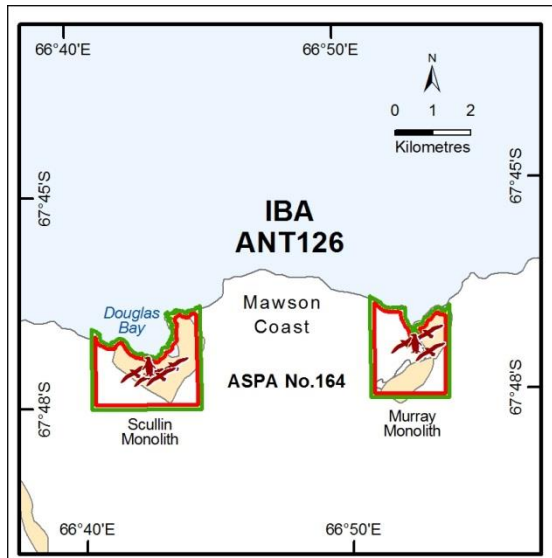 66°40'E
66°50'E
N
0 1 2
Kilometres
67°45'S
67°45'S
IBA
ANT126
Douglas
Bay
Mawson
Coast
ASPA No.164
67°48'S
67°48'S
Scullin
Monolith
Murray
Monolith
66°40'E
66°50'E